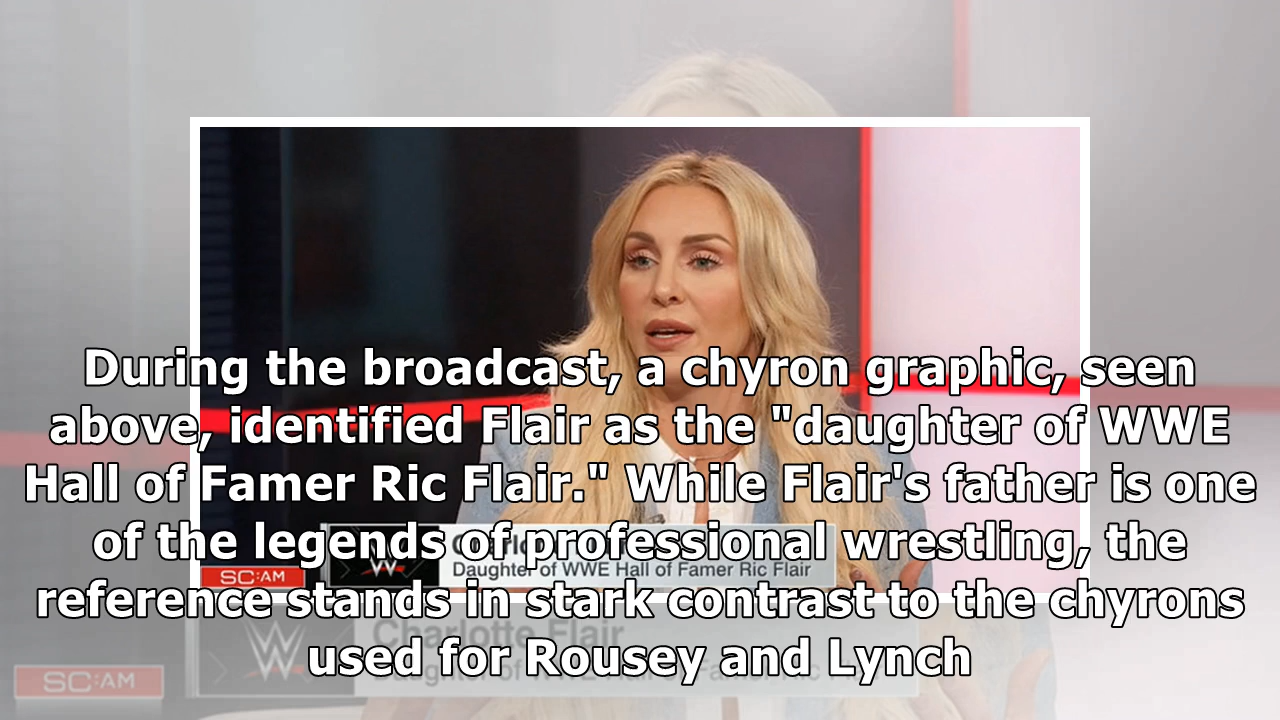 During the broadcast, a chyron graphic, seen
above, identified Flair as the "daughter of WWE
Hall of Famer Ric Flair." While Flair's father is one
of the legends of professional wrestling, the
reference stands in stark contrast to the chyrons
used for Rousey and Lynch
Daughter of WWE Hall of Famer Ric Flair
SC:AM
W
Charlotte Flair
SC:AM